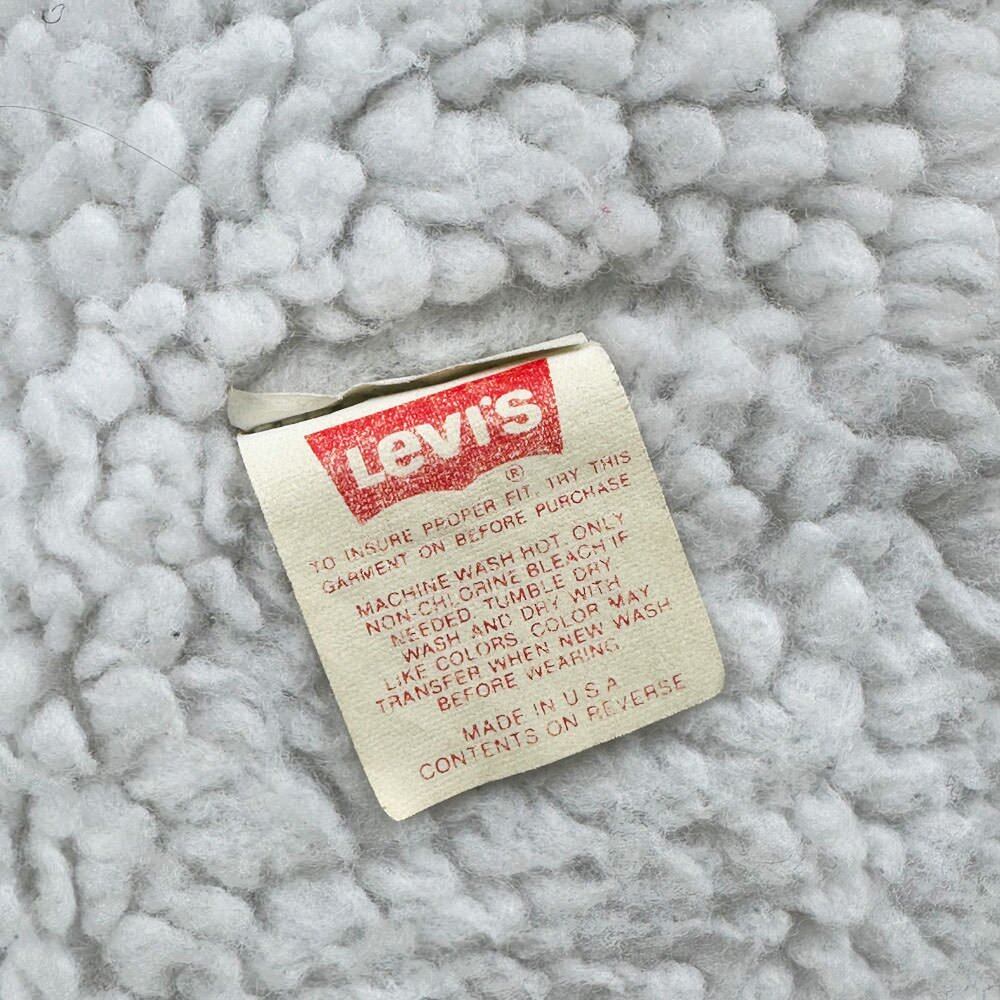 Levi's
®
TO INSURE PROPER FIT, TRY THIS
GARMENT ON BEFORE PURCHASE
MACHINE WASH HOT. ONLY
NON-CHLORINE BLEACH IF
NEEDED. TUMBLE DRY
WASH AND DRY WITH
LIKE COLORS. COLOR MAY
TRANSFER WHEN NEW WASH
BEFORE WEARING
MADE IN U S A
CONTENTS ON REVERSE